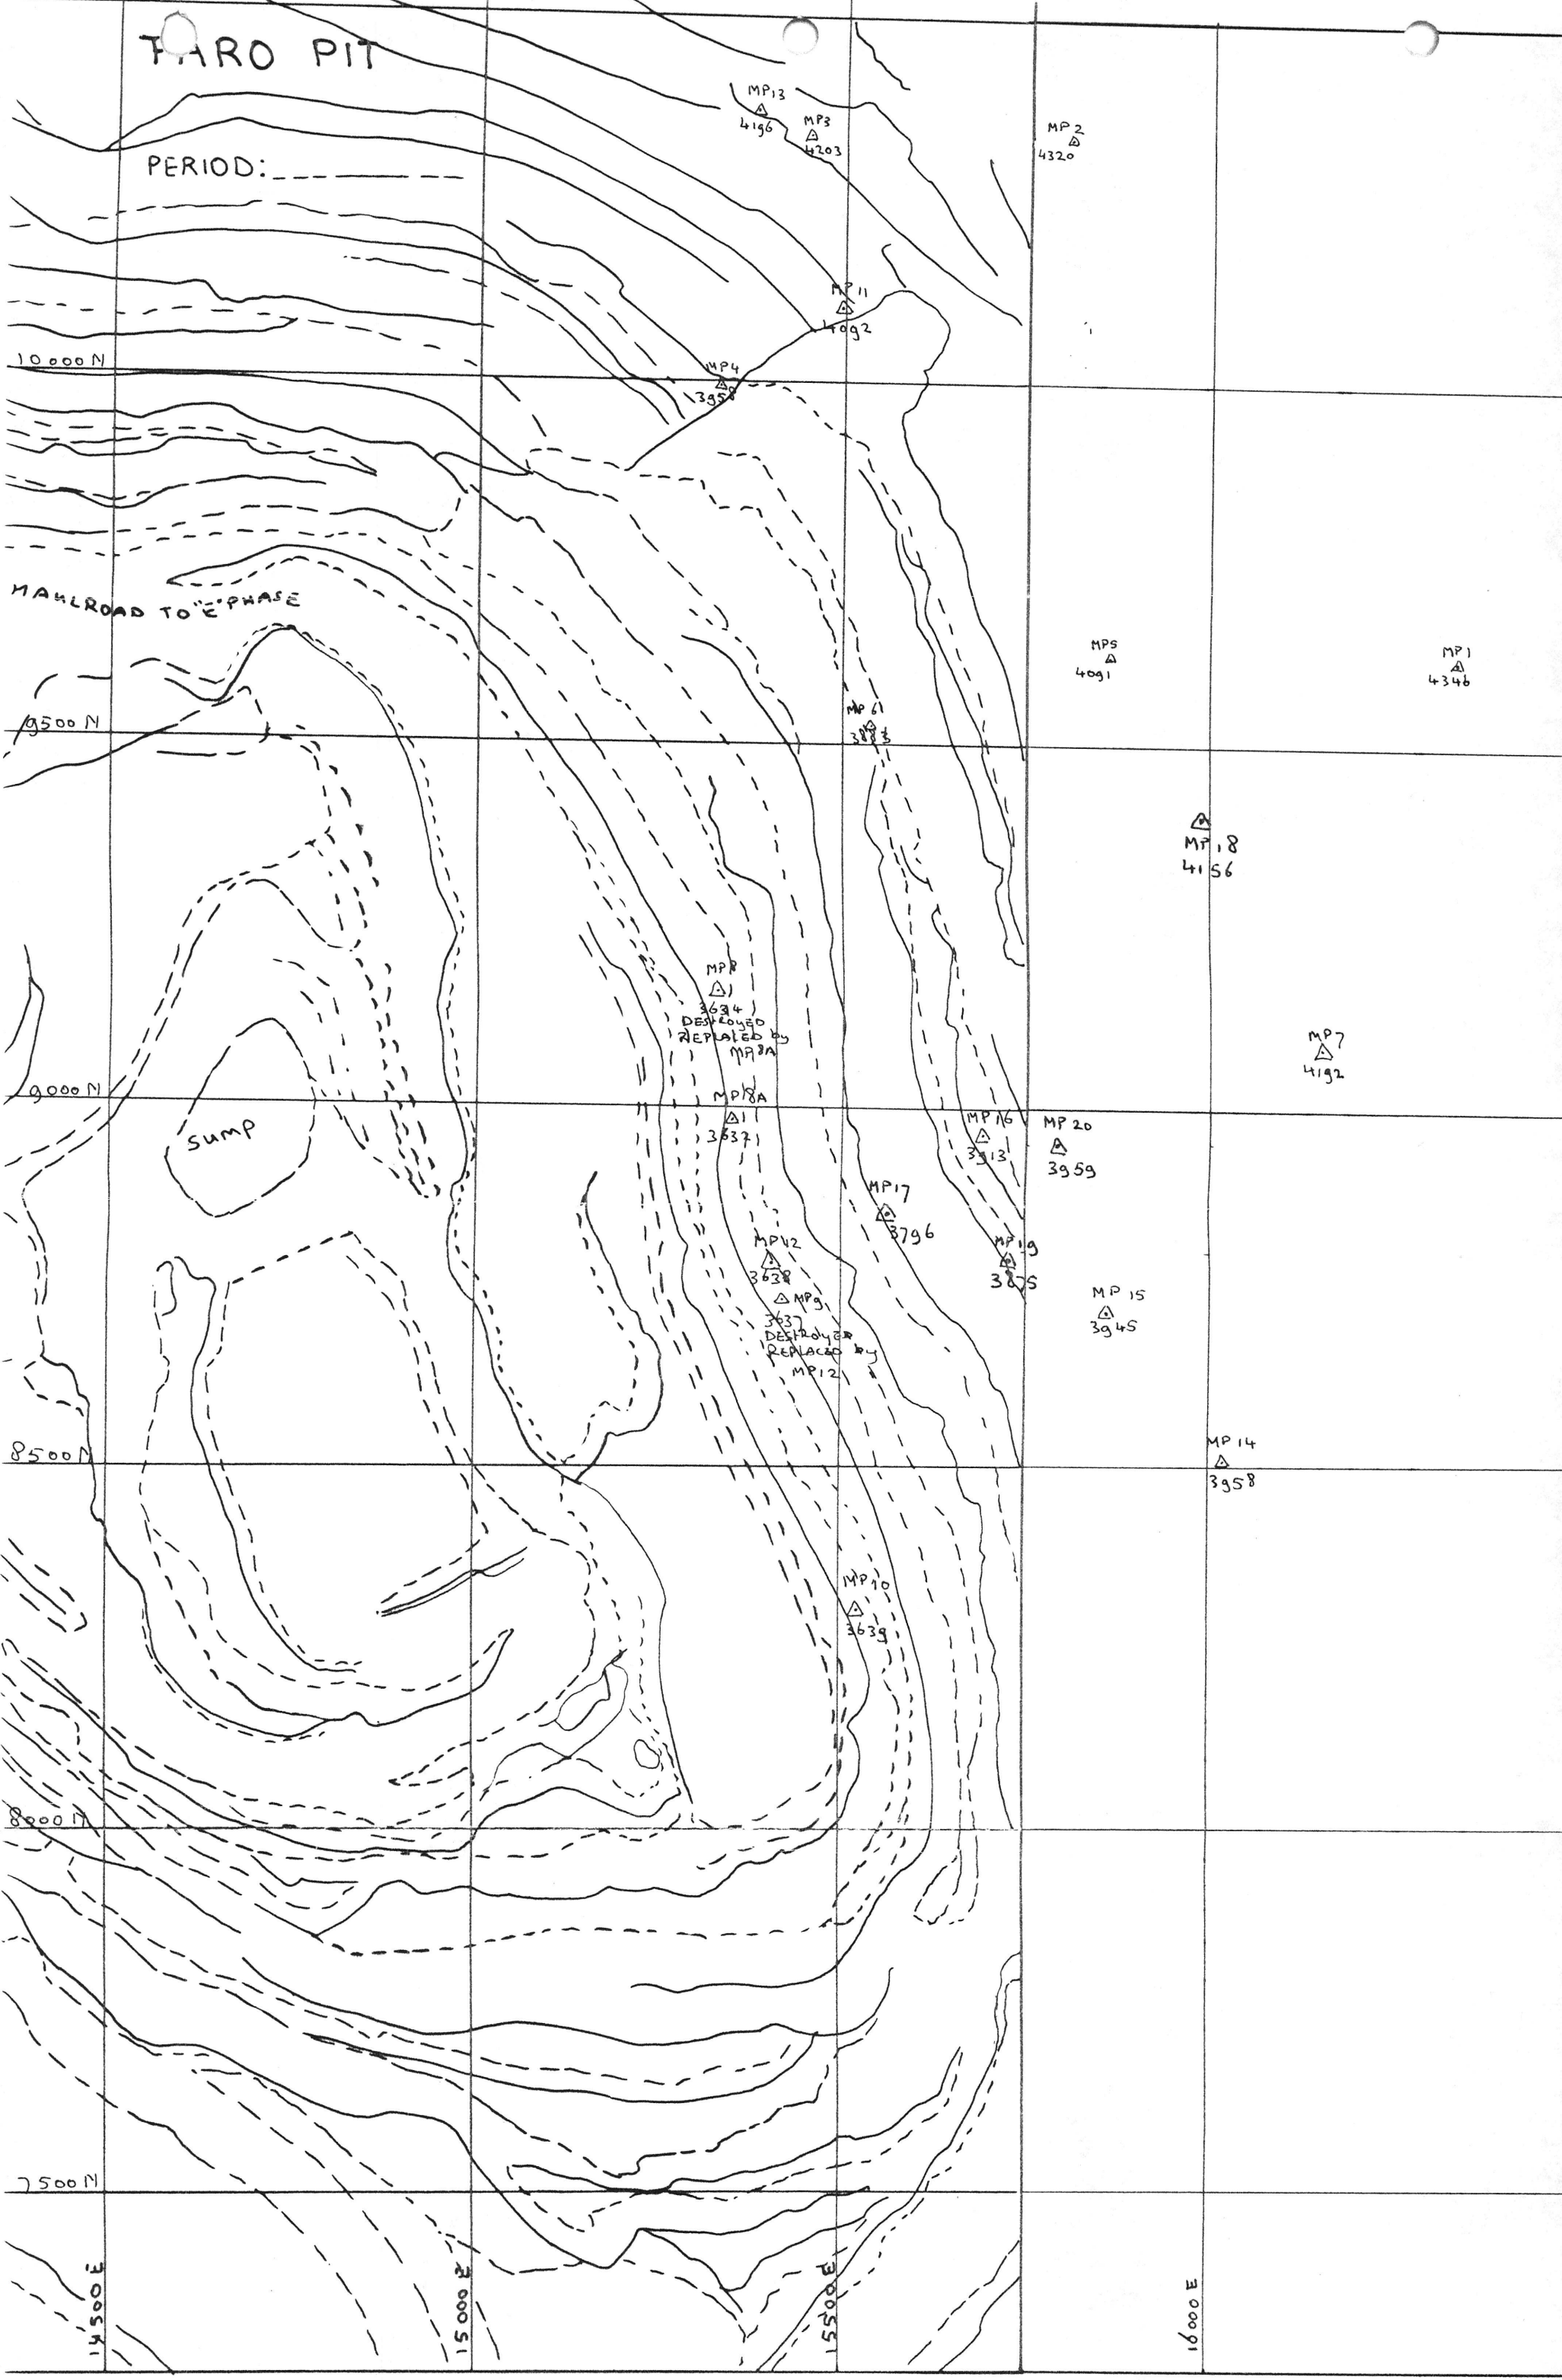 FARO PIT
MP13
4196
MP3
4203
MP2
4320
PERIOD:
MP11
4092
10000N
MP4
3958
HAULROAD TO "E" PHASE
MP5
4091
MP1
4346
9500N
MP6
3883
MP18
4156
MP8
3634
DESTROYED
REPLACED by
MP8A
MP7
4192
9000N
MP8A
3637
SUMP
MP16
3913
MP20
3959
MP17
3796
MP12
3638
MP19
3875
MP9
3637
DESTROYED
REPLACED by
MP12
MP15
3945
8500N
MP14
3958
MP10
3639
8000N
7500N
14500E
15000E
15500E
16000E